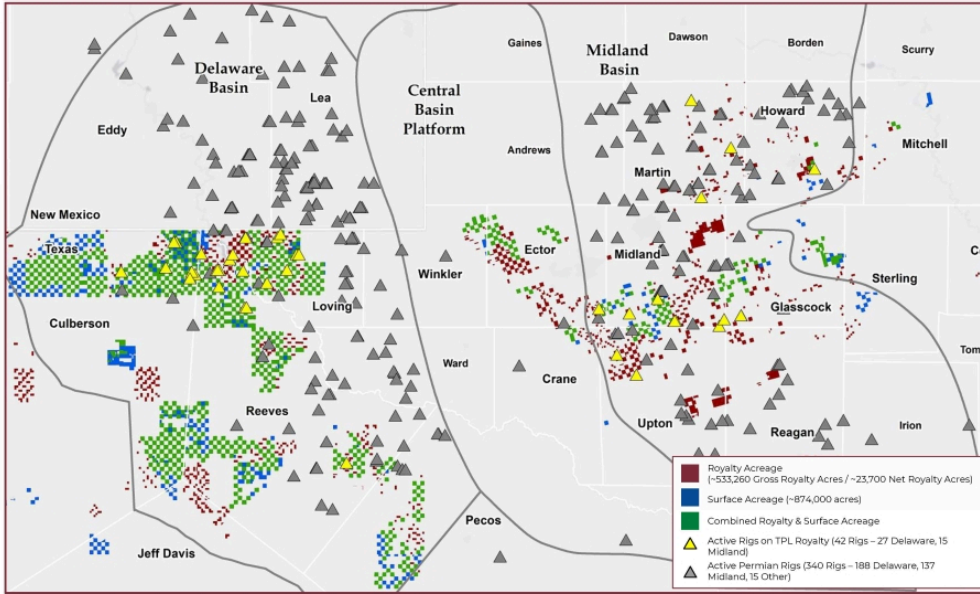 Gaines
Dawson
Borden
Scurry
Midland
Basin
Delaware
Basin
Lea
Central
Basin
Platform
Howard
Eddy
Andrews
Martin
Mitchell
New Mexico
Texas
Ector
Midland
Winkler
Sterling
Loving
Glasscock
Culberson
Ward
Crane
Tom
Reeves
Upton
Reagan
Irion
Pecos
Jeff Davis
Royalty Acreage
(~533,260 Gross Royalty Acres / ~23,700 Net Royalty Acres)
Surface Acreage (~874,000 acres)
Combined Royalty & Surface Acreage
Active Rigs on TPL Royalty (42 Rigs – 27 Delaware, 15
Midland)
Active Permian Rigs (340 Rigs – 188 Delaware, 137
Midland, 15 Other)